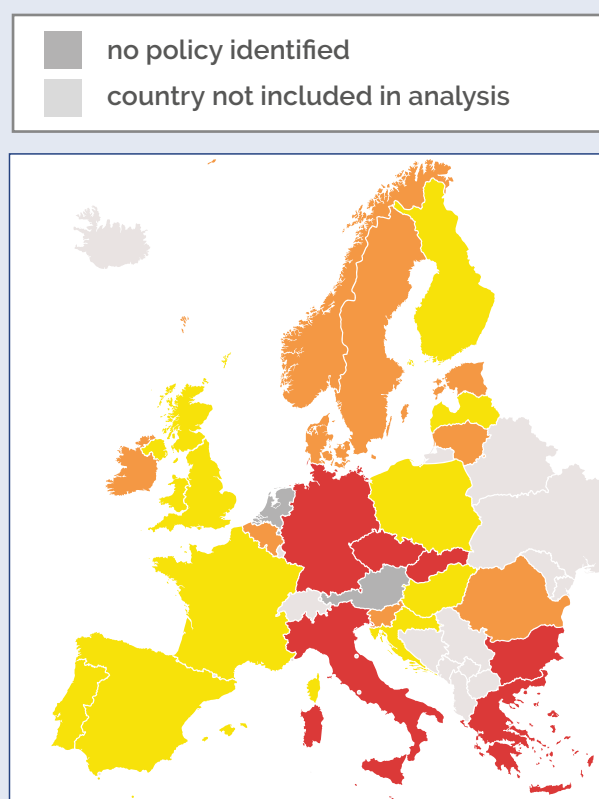 no policy identified
country not included in analysis